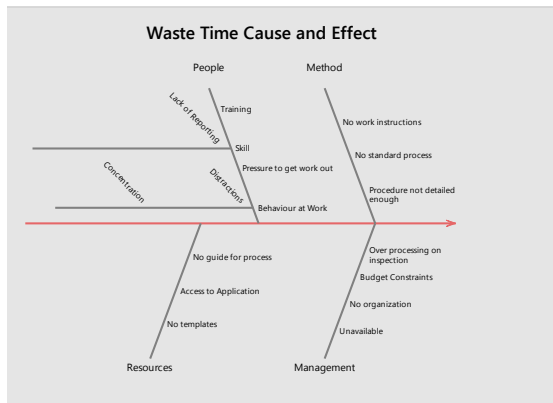 Waste Time Cause and Effect
People
Method
Lack of Reporting
Training
No work instructions
Skill
No standard process
Concentration
Distractions
Pressure to get work out
Procedure not detailed
enough
Behaviour at Work
No guide for process
Over processing on
inspection
Access to Application
Budget Constraints
No templates
No organization
Unavailable
Resources
Management